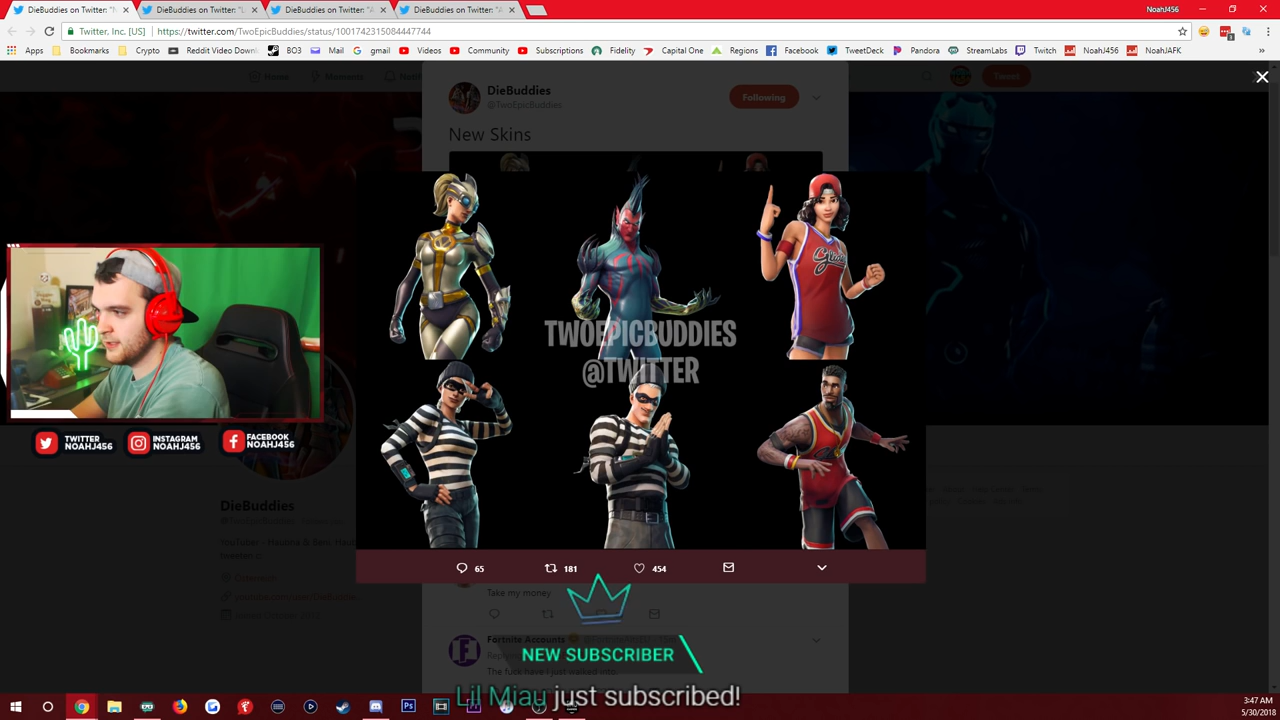 DieBuddies on Twitter: "N
DieBuddies on Twitter: "L
DieBuddies on Twitter: "A
DieBuddies on Twitter: "A
NoahJ456
Twitter, Inc. [US]
https://twitter.com/TwoEpicBuddies/status/1001742315084447744
Apps
Bookmarks
Crypto
Reddit Video Down
BO3
Mail
gmail
Videos
Community
Subscriptions
Fidelity
Capital One
Regions
Facebook
TweetDeck
Pandora
StreamLabs
Twitch
NoahJ456
NoahJAFK
Home
Moments
Tweet
DieBuddies
@TwoEpicBuddies
Following
New Skins
TWOEPICBUDDIES
@TWITTER
TWITTER
NOAHJ456
INSTAGRAM
NOAHJ456
FACEBOOK
NOAHJ456
DieBuddies
65
181
454
Take my money
Fortnite Accounts
NEW SUBSCRIBER
Lil Miau just subscribed!
3:47 AM
5/30/2018